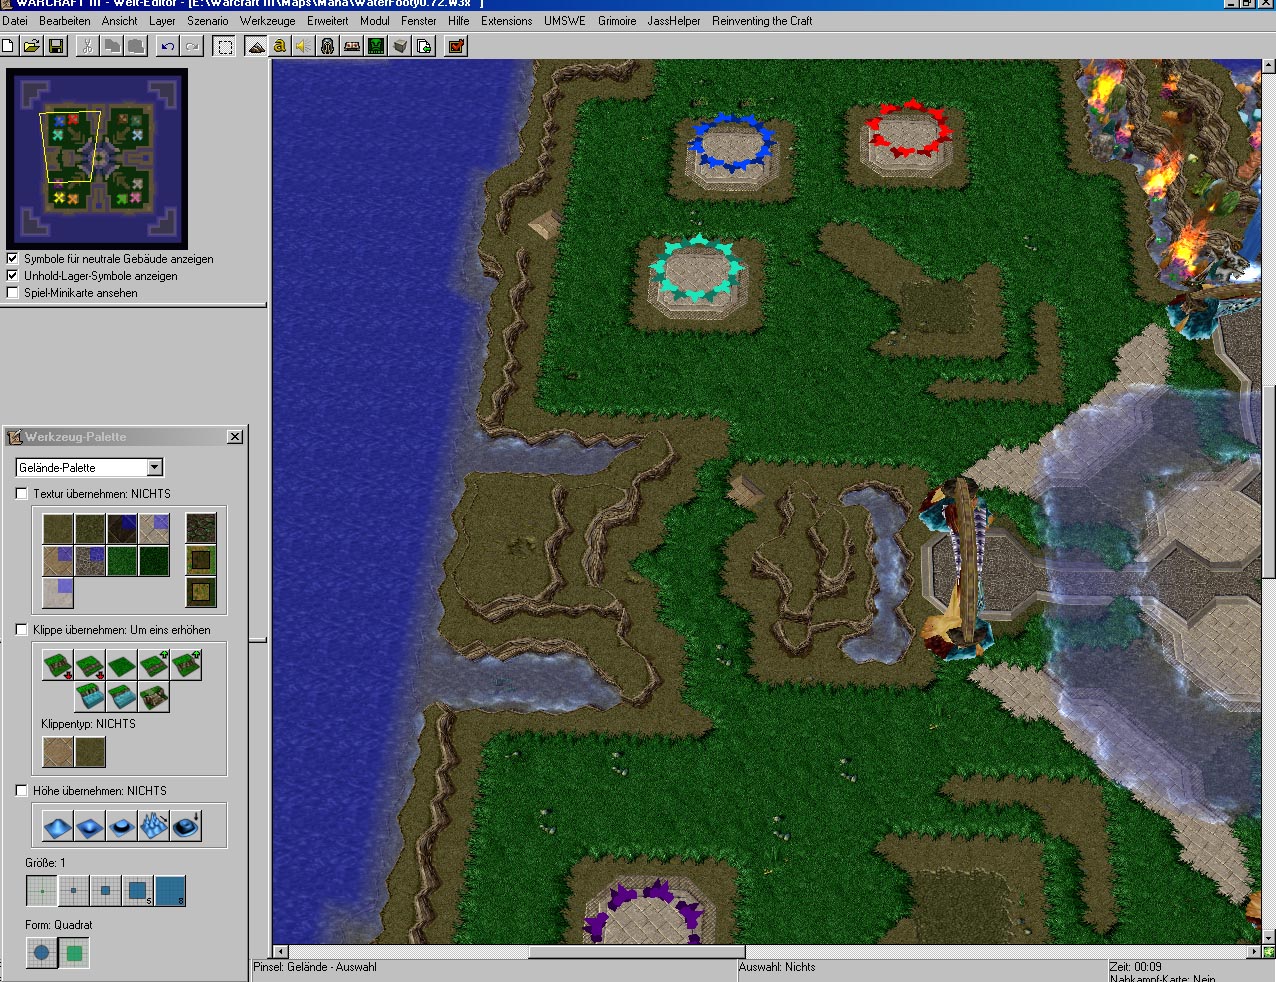 WARCRAFT III - Welt-Editor - [E:\Warcraft III\Maps\Mana\WaterFooty0.72.w3x *]
Datei Bearbeiten Ansicht Layer Szenario Werkzeuge Erweitert Modul Fenster Hilfe Extensions UMSWE Grimoire JassHelper Reinventing the Craft
Symbole für neutrale Gebäude anzeigen
Unhold-Lager-Symbole anzeigen
Spiel-Minikarte ansehen
Werkzeug-Palette
Gelände-Palette
Textur übernehmen: NICHTS
Klippe übernehmen: Um eins erhöhen
Klippentyp: NICHTS
Höhe übernehmen: NICHTS
Größe: 1
5 8
Form: Quadrat
Pinsel: Gelände - Auswahl
Auswahl: Nichts
Zeit: 00:09
Nahkampf-Karte: Nein